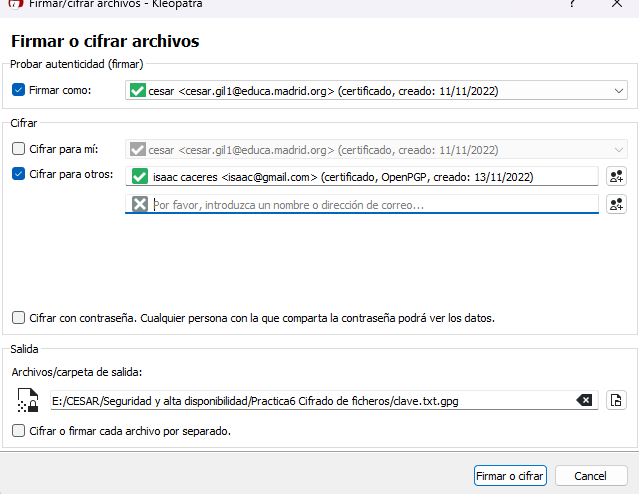 Firmar/cifrar archivos - Kleopatra
Firmar o cifrar archivos
Probar autenticidad (firmar)
Firmar como: cesar <cesar.gil1@educa.madrid.org> (certificado, creado: 11/11/2022)
Cifrar
Cifrar para mí: cesar <cesar.gil1@educa.madrid.org> (certificado, creado: 11/11/2022)
Cifrar para otros: isaac caceres <isaac@gmail.com> (certificado, OpenPGP, creado: 13/11/2022)
Por favor, introduzca un nombre o dirección de correo...
Cifrar con contraseña. Cualquier persona con la que comparta la contraseña podrá ver los datos.
Salida
Archivos/carpeta de salida:
E:/CESAR/Seguridad y alta disponibilidad/Practica6 Cifrado de ficheros/clave.txt.gpg
Cifrar o firmar cada archivo por separado.
Firmar o cifrar Cancel